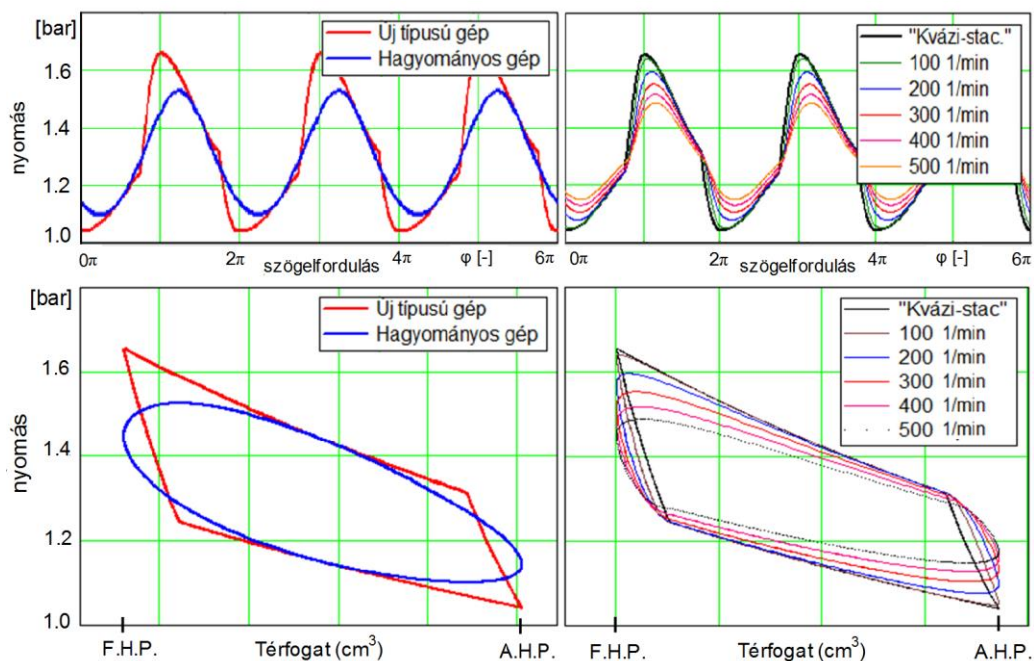 [bar]
1.6
1.4
1.2
1.0
nyomás
Új típusú gép
Hagyományos gép
0π
2π
szögelfordulás
4π
φ [-]
6π
"Kvázi-stac."
100 1/min
200 1/min
300 1/min
400 1/min
500 1/min
0π
2π
szögelfordulás
4π
φ [-]
6π
[bar]
1.6
1.4
1.2
1.0
nyomás
Új típusú gép
Hagyományos gép
F.H.P.
Térfogat (cm³)
A.H.P.
"Kvázi-stac"
100 1/min
200 1/min
300 1/min
400 1/min
500 1/min
F.H.P.
Térfogat (cm³)
A.H.P.